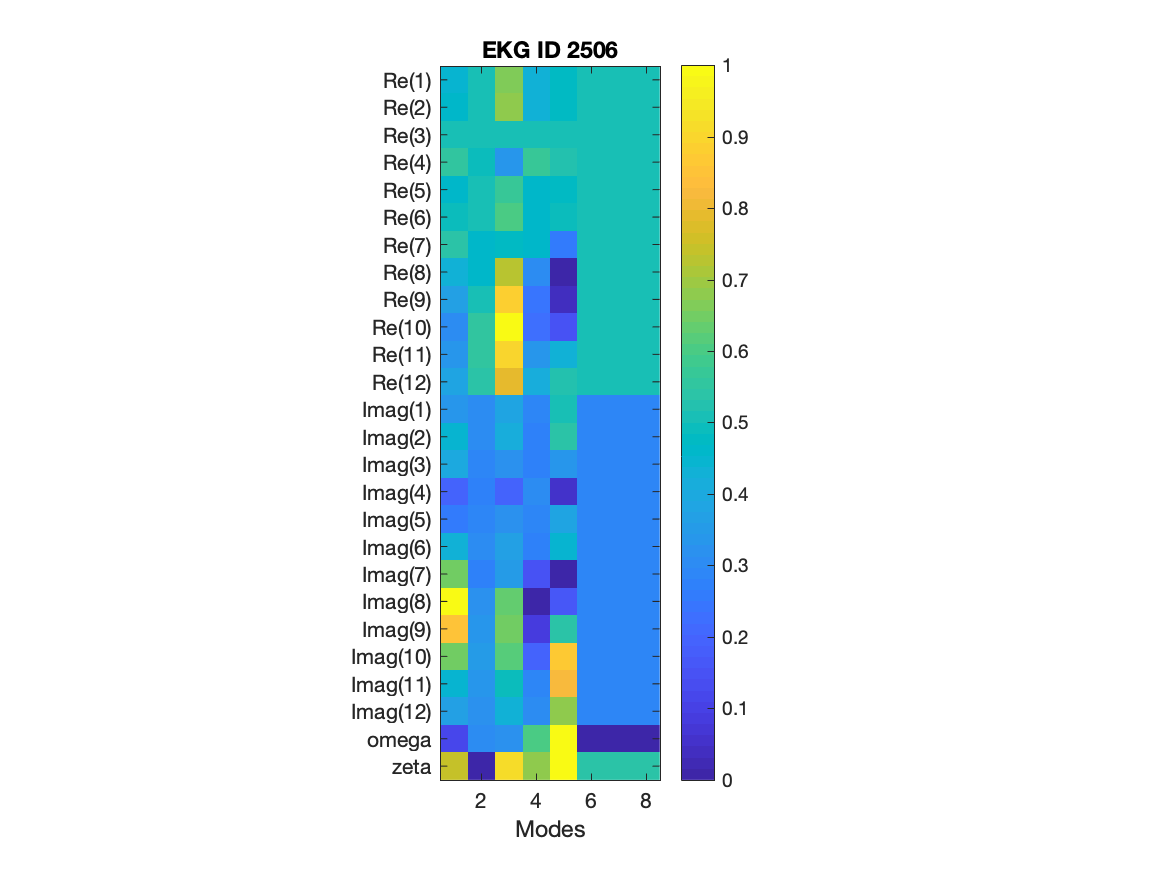 EKG ID 2506
Re(1)
Re(2)
Re(3)
Re(4)
Re(5)
Re(6)
Re(7)
Re(8)
Re(9)
Re(10)
Re(11)
Re(12)
Imag(1)
Imag(2)
Imag(3)
Imag(4)
Imag(5)
Imag(6)
Imag(7)
Imag(8)
Imag(9)
Imag(10)
Imag(11)
Imag(12)
omega
zeta
2 4 6 8
Modes
1
0.9
0.8
0.7
0.6
0.5
0.4
0.3
0.2
0.1
0